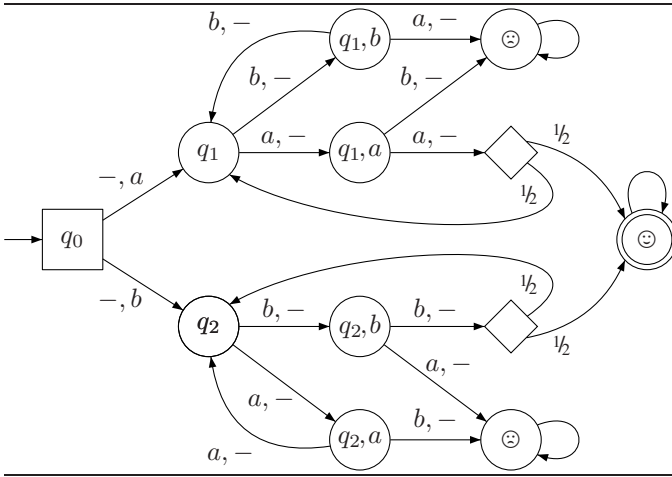 b, − q₁, b a, − ☹
b, − b, −
q₁ a, − q₁, a a, − ½
−, a ½
q₀ ☺
−, b ½
q₂ b, − q₂, b b, − ½
a, − a, −
a, − q₂, a b, − ☹